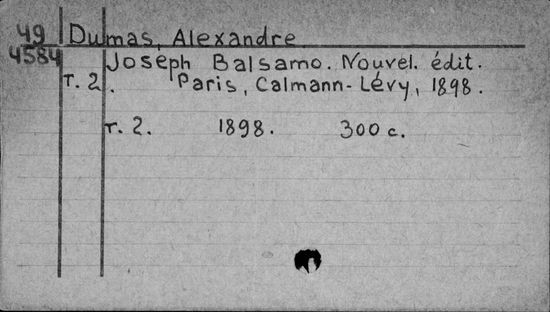 49 Dumas, Alexandre
4584 Joseph Balsamo. Nouvel. édit.
т. 2. Paris, Calmann-Lévy, 1898.
т. 2. 1898. 300 c.